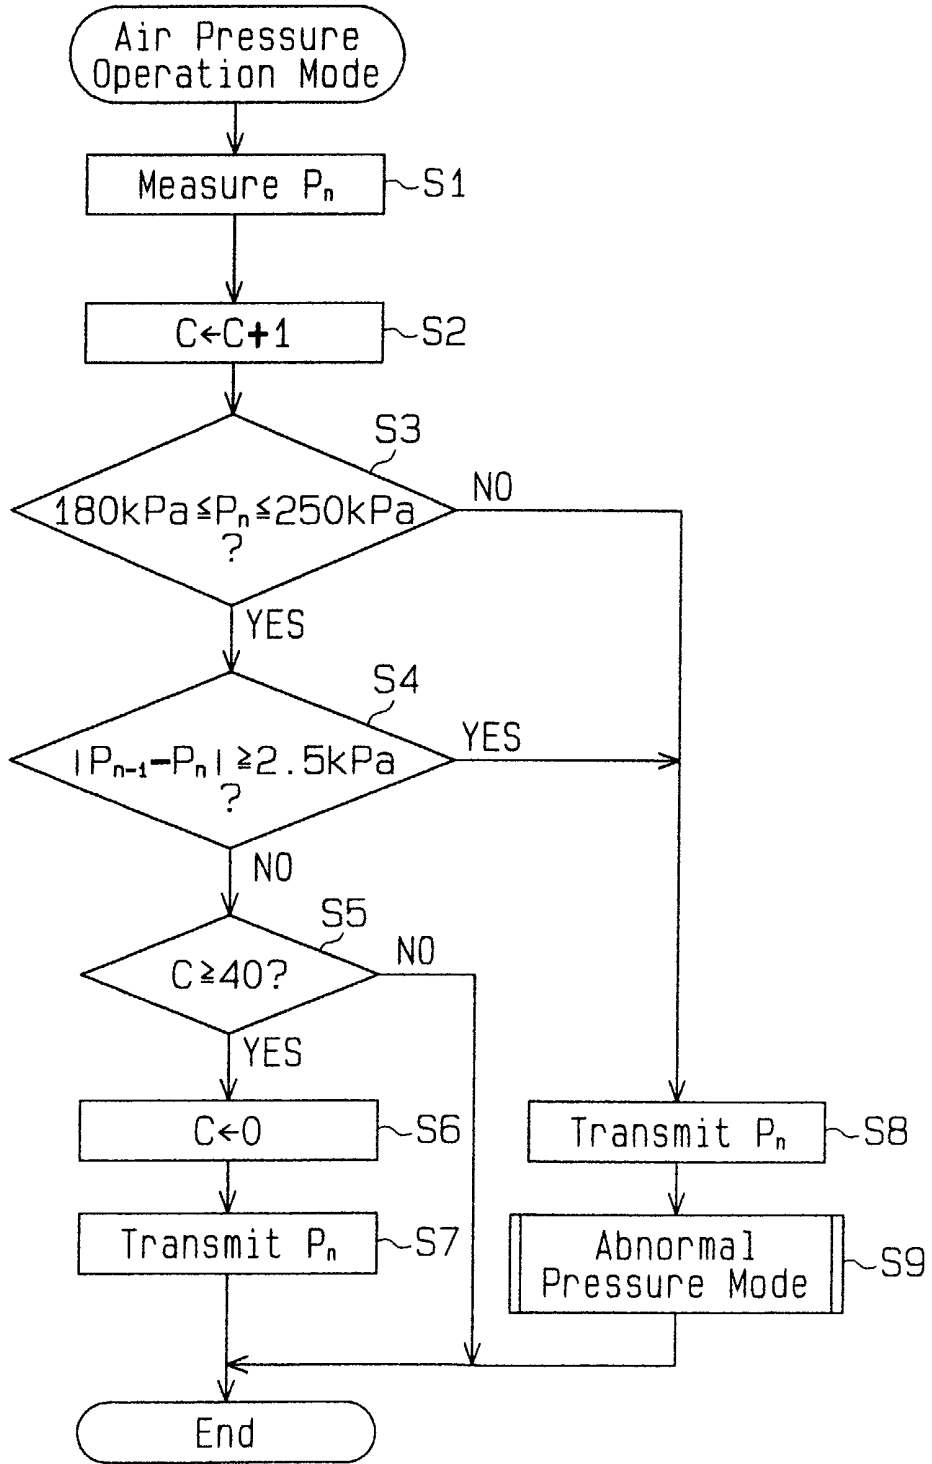 Air Pressure
Operation Mode
Measure Pₙ
S1
C←C+1
S2
S3
180kPa≦Pₙ≦250kPa
?
NO
YES
S4
|Pₙ₋₁−Pₙ|≧2.5kPa
?
YES
NO
S5
C≧40?
NO
YES
C←0
S6
Transmit Pₙ
S8
Transmit Pₙ
S7
Abnormal
Pressure Mode
S9
End